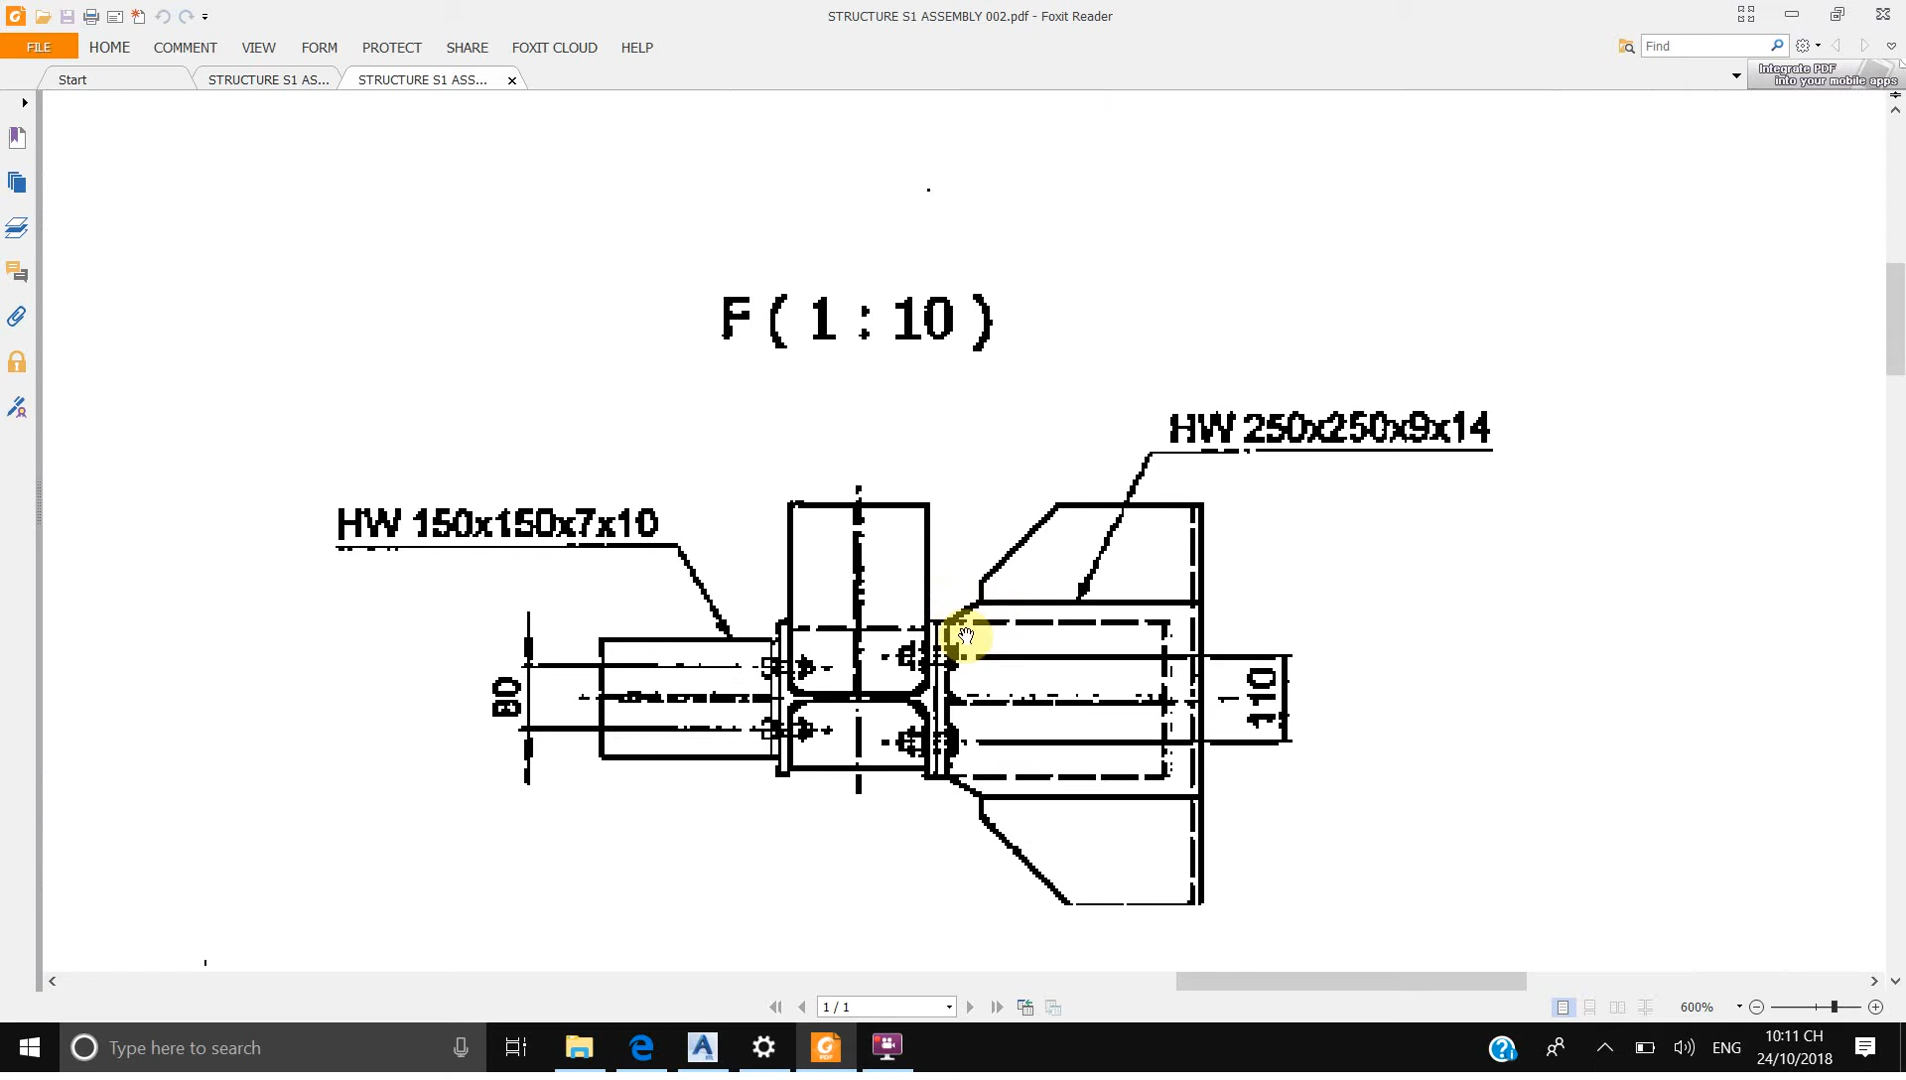 STRUCTURE S1 ASSEMBLY 002.pdf - Foxit Reader
FILE HOME COMMENT VIEW FORM PROTECT SHARE FOXIT CLOUD HELP
Find
Start STRUCTURE S1 AS... STRUCTURE S1 ASS...
Integrate PDF
into your mobile apps
F ( 1 : 10 )
HW 250x250x9x14
HW 150x150x7x10
110
1 / 1
600%
Type here to search
ENG
10:11 CH
24/10/2018